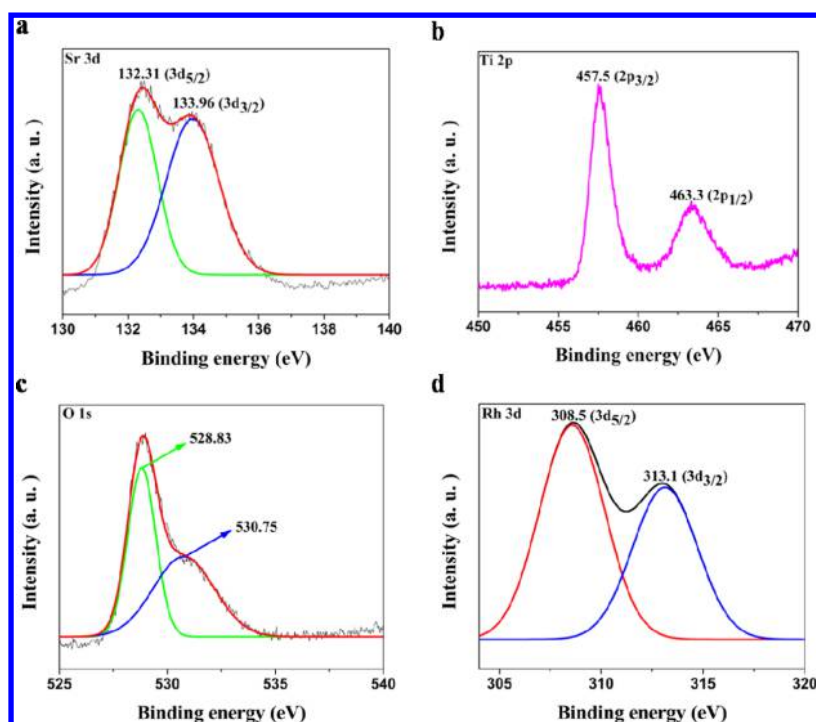 a
Sr 3d
132.31 (3d5/2)
133.96 (3d3/2)
Intensity (a. u. )
130 132 134 136 138 140
Binding energy (eV)
b
Ti 2p
457.5 (2p3/2)
463.3 (2p1/2)
Intensity (a. u. )
450 455 460 465 470
Binding energy (eV)
c
O 1s
528.83
530.75
Intensity (a. u. )
525 530 535 540
Binding energy (eV)
d
Rh 3d
308.5 (3d5/2)
313.1 (3d3/2)
Intensity (a. u. )
305 310 315 320
Binding energy (eV)